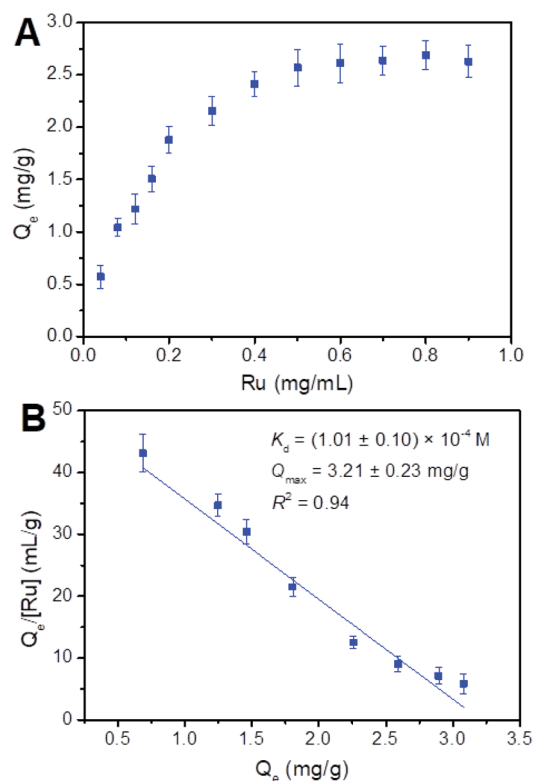 A
3.0
2.5
2.0
1.5
1.0
0.5
0.0
Qe (mg/g)
0.0 0.2 0.4 0.6 0.8 1.0
Ru (mg/mL)
B
50
40
30
20
10
0
Qe/[Ru] (mL/g)
Kd = (1.01 ± 0.10) × 10-4 M
Qmax = 3.21 ± 0.23 mg/g
R2 = 0.94
0.5 1.0 1.5 2.0 2.5 3.0 3.5
Qe (mg/g)